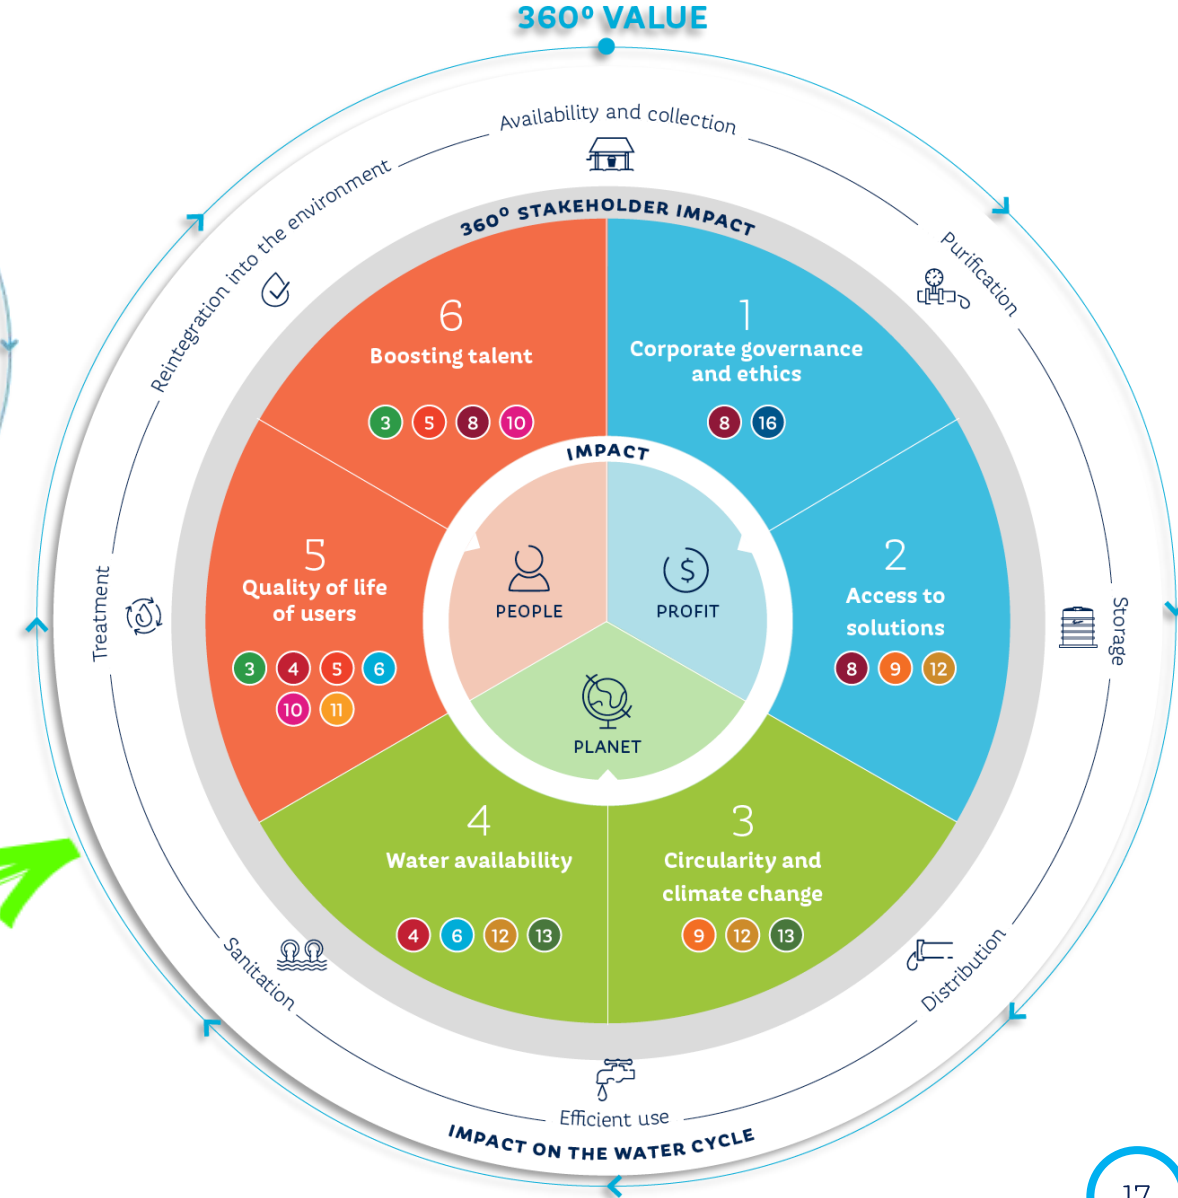 360º VALUE
Availability and collection
Purification
Storage
Distribution
Efficient use
Sanitation
Treatment
Reintegration into the environment
IMPACT ON THE WATER CYCLE
360º STAKEHOLDER IMPACT
1
Corporate governance
and ethics
8 16
2
Access to
solutions
8 9 12
3
Circularity and
climate change
9 12 13
4
Water availability
4 6 12 13
5
Quality of life
of users
3 4 5 6
10 11
6
Boosting talent
3 5 8 10
IMPACT
PEOPLE
$
PROFIT
PLANET
17